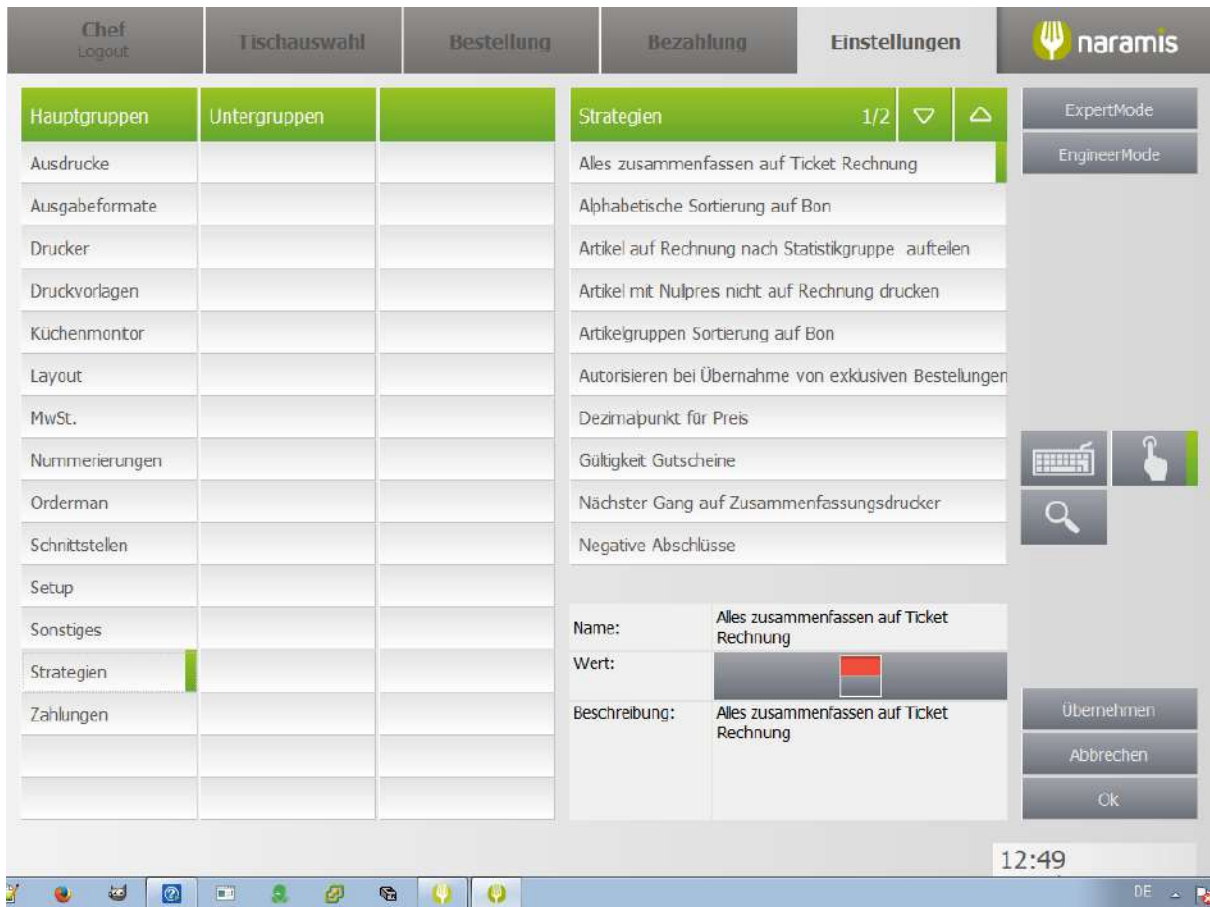 Chef
Logout
Tischauswahl
Bestellung
Bezahlung
Einstellungen
naramis
Hauptgruppen
Untergruppen
Ausdrucke
Ausgabeformate
Drucker
Druckvorlagen
Küchenmonitor
Layout
MwSt.
Nummerierungen
Orderman
Schnittstellen
Setup
Sonstiges
Strategien
Zahlungen
Strategien 1/2
Alles zusammenfassen auf Ticket Rechnung
Alphabetische Sortierung auf Bon
Artikel auf Rechnung nach Statistikgruppe aufteilen
Artikel mit Nullpreis nicht auf Rechnung drucken
Artikelgruppen Sortierung auf Bon
Autorisieren bei Übernahme von exklusiven Bestellungen
Dezimalpunkt für Preis
Gültigkeit Gutscheine
Nächster Gang auf Zusammenfassungsdrucker
Negative Abschlüsse
Name: Alles zusammenfassen auf Ticket
Rechnung
Wert:
Beschreibung: Alles zusammenfassen auf Ticket
Rechnung
ExpertMode
EngineerMode
Übernehmen
Abbrechen
Ok
12:49
DE